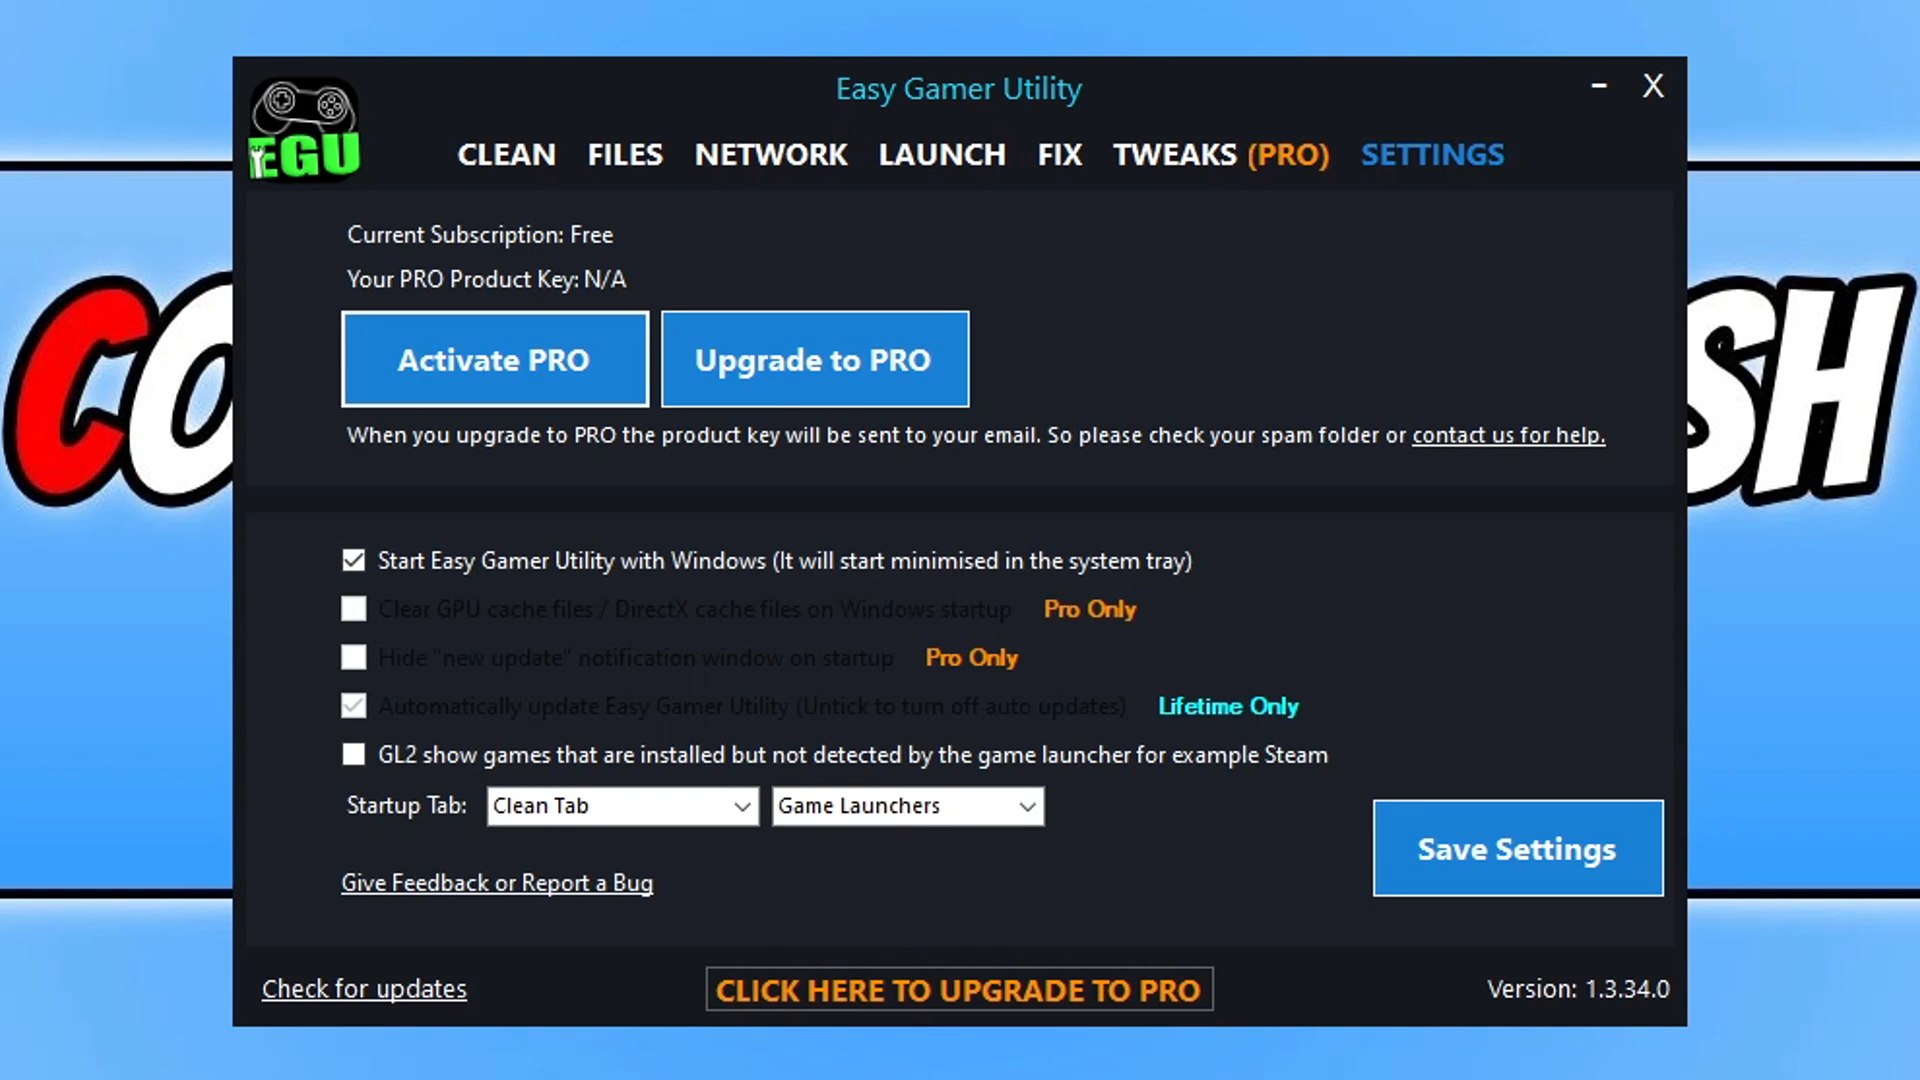 Easy Gamer Utility
– X
EGU
CLEAN FILES NETWORK LAUNCH FIX TWEAKS (PRO) SETTINGS
Current Subscription: Free
Your PRO Product Key: N/A
Activate PRO Upgrade to PRO
When you upgrade to PRO the product key will be sent to your email. So please check your spam folder or contact us for help.
CO SH
Start Easy Gamer Utility with Windows (It will start minimised in the system tray)
Clear GPU cache files / DirectX cache files on Windows startup Pro Only
Hide "new update" notification window on startup Pro Only
Automatically update Easy Gamer Utility (Untick to turn off auto updates) Lifetime Only
GL2 show games that are installed but not detected by the game launcher for example Steam
Startup Tab: Clean Tab Game Launchers
Save Settings
Give Feedback or Report a Bug
Check for updates CLICK HERE TO UPGRADE TO PRO Version: 1.3.34.0